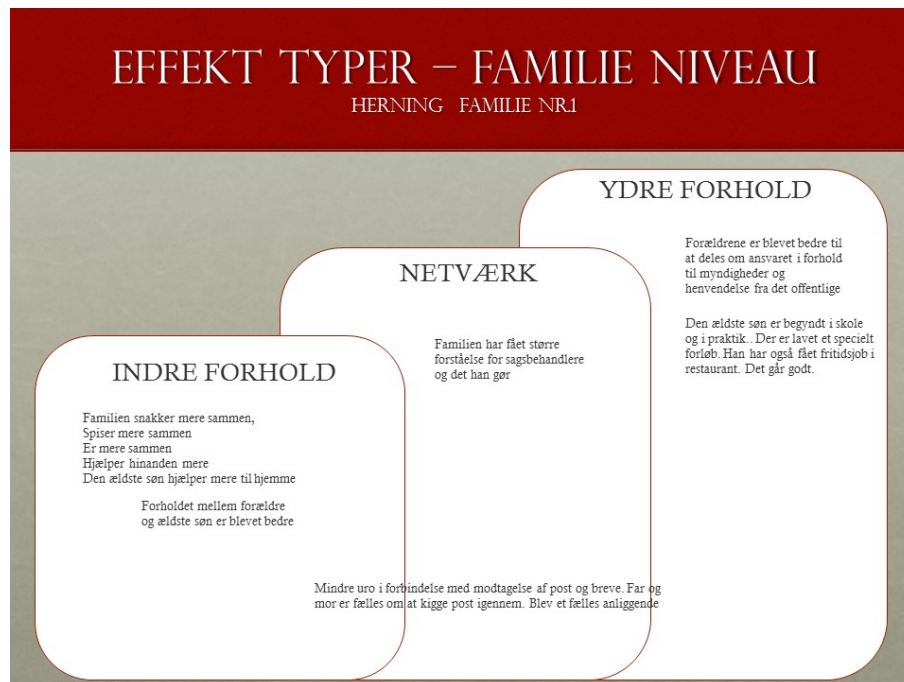 EFFEKT TYPER – FAMILIE NIVEAU
HERNING FAMILIE NR.1
YDRE FORHOLD
Forældrene er blevet bedre til
at deles om ansvaret i forhold
til myndigheder og
henvendelse fra det offentlige
Den ældste søn er begyndt i skole
og i praktik.. Der er lavet et specielt
forløb. Han har også fået fritidsjob i
restaurant. Det går godt.
NETVÆRK
Familien har fået større
forståelse for sagsbehandlere
og det han gør
INDRE FORHOLD
Familien snakker mere sammen,
Spiser mere sammen
Er mere sammen
Hjælper hinanden mere
Den ældste søn hjælper mere til hjemme
Forholdet mellem forældre
og ældste søn er blevet bedre
Mindre uro i forbindelse med modtagelse af post og breve. Far og
mor er fælles om at kigge post igennem. Blev et fælles anliggende